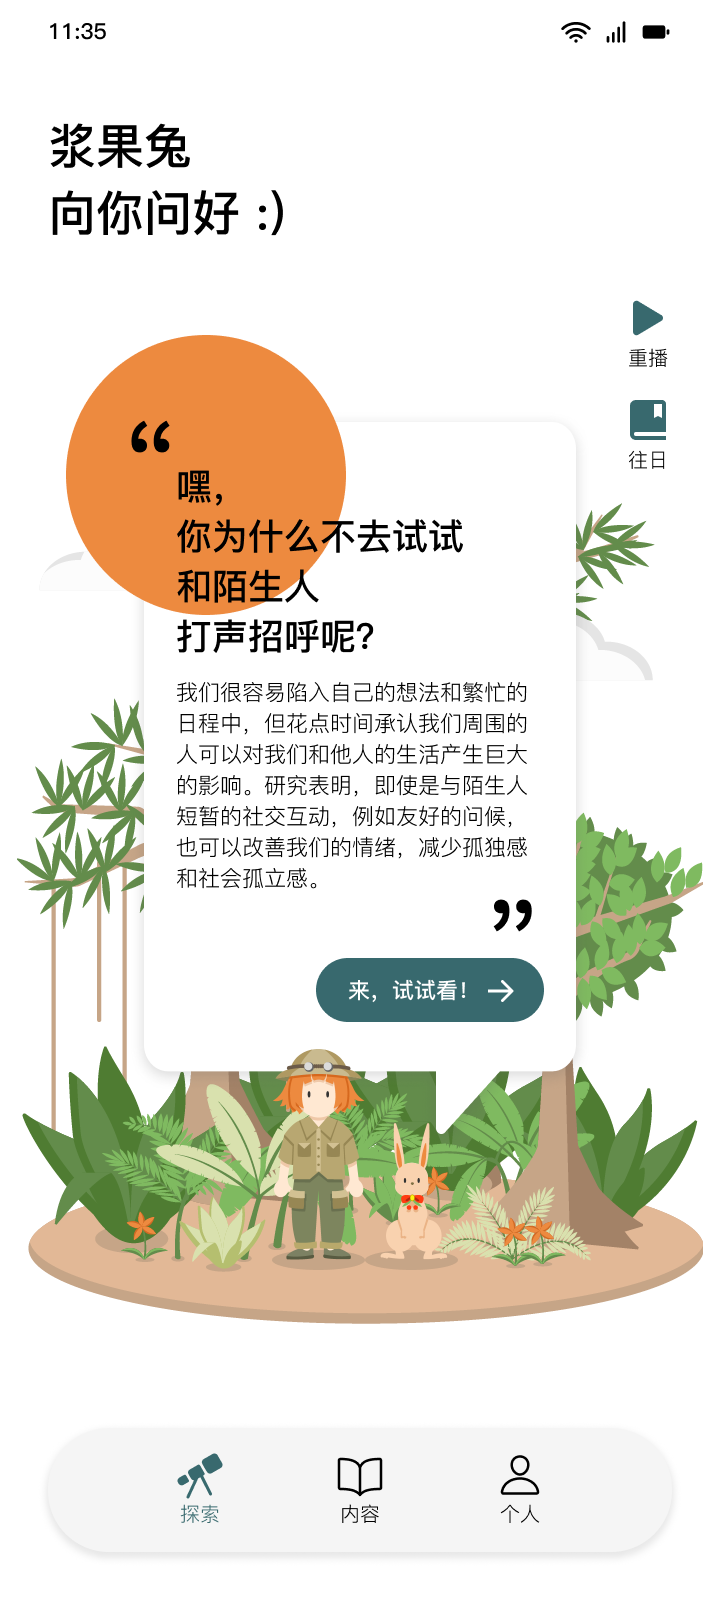 11:35
浆果兔
向你问好 :)
重播
往日
“
嘿，
你为什么不去试试
和陌生人
打声招呼呢?
我们很容易陷入自己的想法和繁忙的
日程中，但花点时间承认我们周围的
人可以对我们和他人的生活产生巨大
的影响。研究表明，即使是与陌生人
短暂的社交互动，例如友好的问候，
也可以改善我们的情绪，减少孤独感
和社会孤立感。
”
来，试试看！
探索
内容
个人